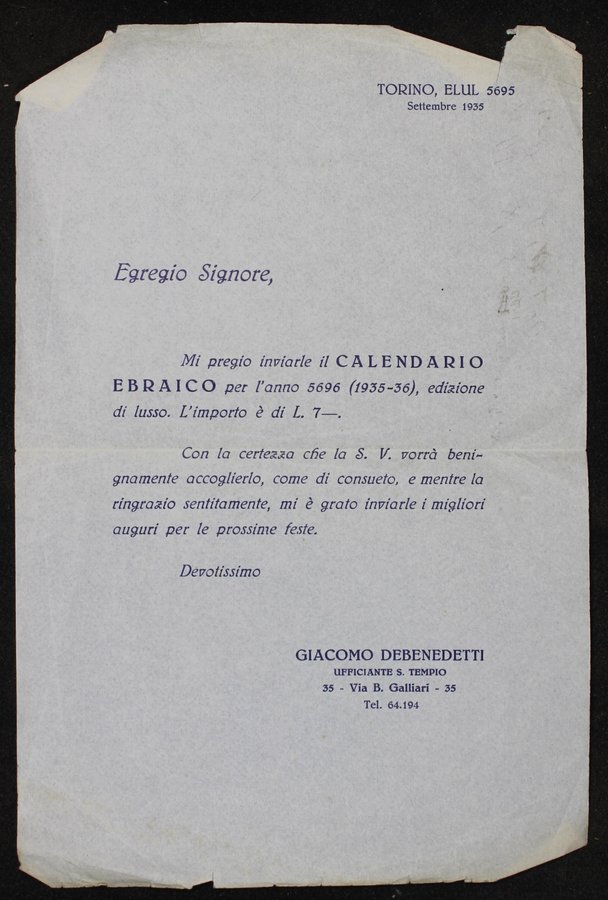 TORINO, ELUL 5695
Settembre 1935
Egregio Signore,
Mi pregio inviarle il CALENDARIO
EBRAICO per l'anno 5696 (1935-36), edizione
di lusso. L'importo è di L. 7—.
Con la certezza che la S. V. vorrà beni-
gnamente accoglierlo, come di consueto, e mentre la
ringrazio sentitamente, mi è grato inviarle i migliori
auguri per le prossime feste.
Devotissimo
GIACOMO DEBENEDETTI
UFFICIANTE S. TEMPIO
35 - Via B. Galliari - 35
Tel. 64.194